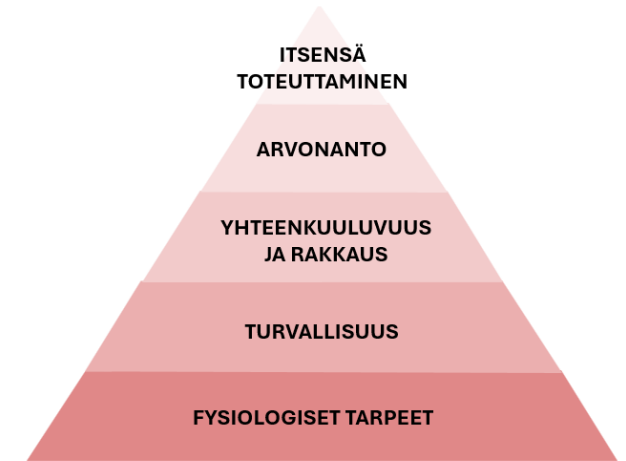 ITSENSÄ
TOTEUTTAMINEN
ARVONANTO
YHTEENKUULUVUUS
JA RAKKAUS
TURVALLISUUS
FYSIOLOGISET TARPEET